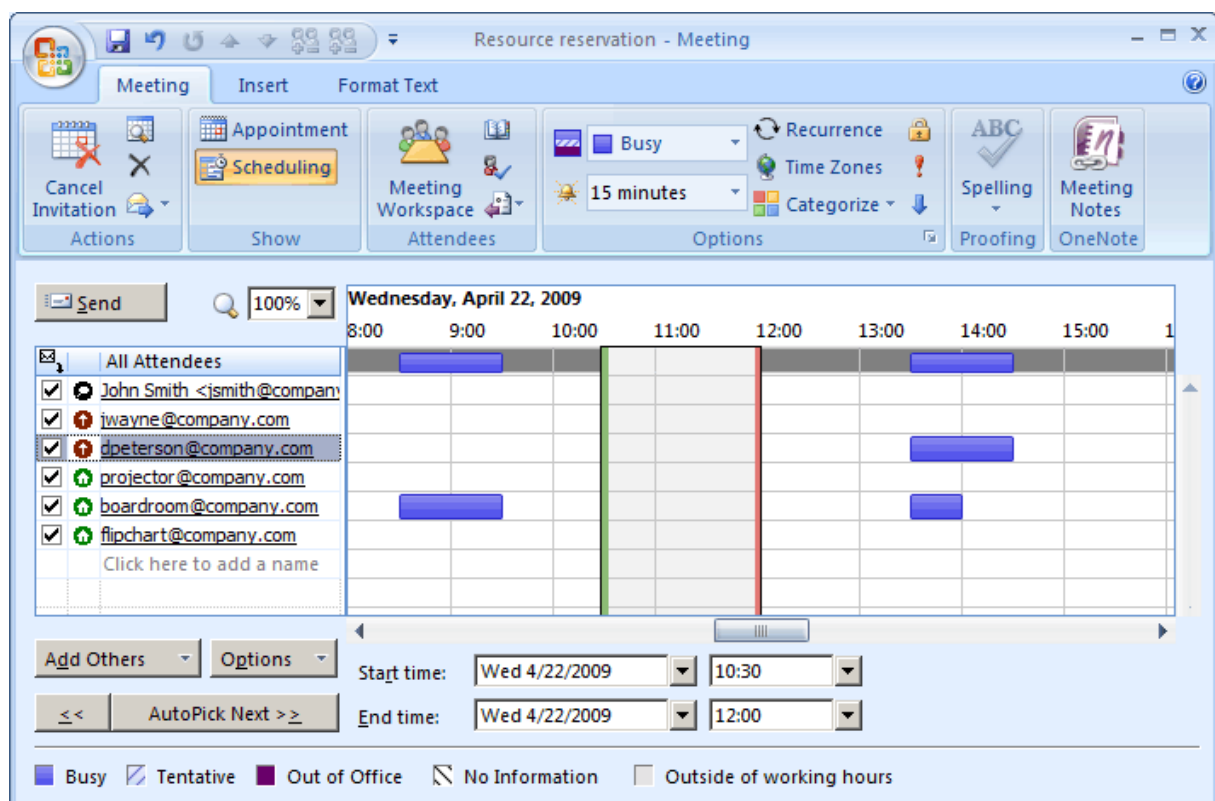 Resource reservation - Meeting
Meeting Insert Format Text
Cancel Invitation
Actions
Appointment
Scheduling
Show
Meeting Workspace
Attendees
Busy
15 minutes
Recurrence
Time Zones
Categorize
Options
ABC
Spelling
Proofing
Meeting Notes
OneNote
Send 100%
Wednesday, April 22, 2009
8:00 9:00 10:00 11:00 12:00 13:00 14:00 15:00 1
All Attendees
John Smith <jsmith@company
jwayne@company.com
dpeterson@company.com
projector@company.com
boardroom@company.com
flipchart@company.com
Click here to add a name
Add Others Options
<< AutoPick Next >>
Start time: Wed 4/22/2009 10:30
End time: Wed 4/22/2009 12:00
Busy Tentative Out of Office No Information Outside of working hours